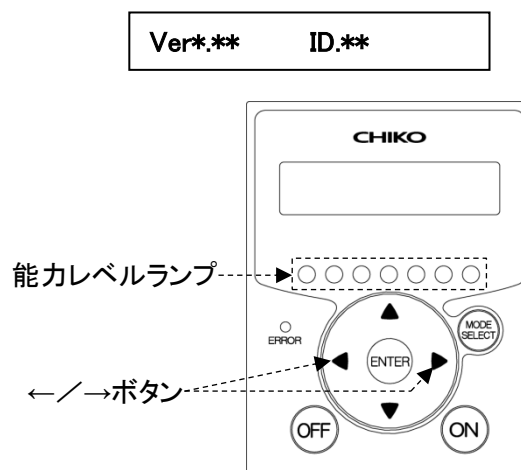 Ver*.** ID.**
CHIKO
能力レベルランプ
MODE
SELECT
ERROR
ENTER
←／→ボタン
OFF
ON